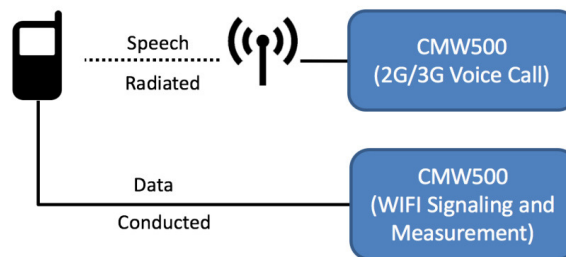 Speech
Radiated
CMW500
(2G/3G Voice Call)
Data
Conducted
CMW500
(WIFI Signaling and
Measurement)